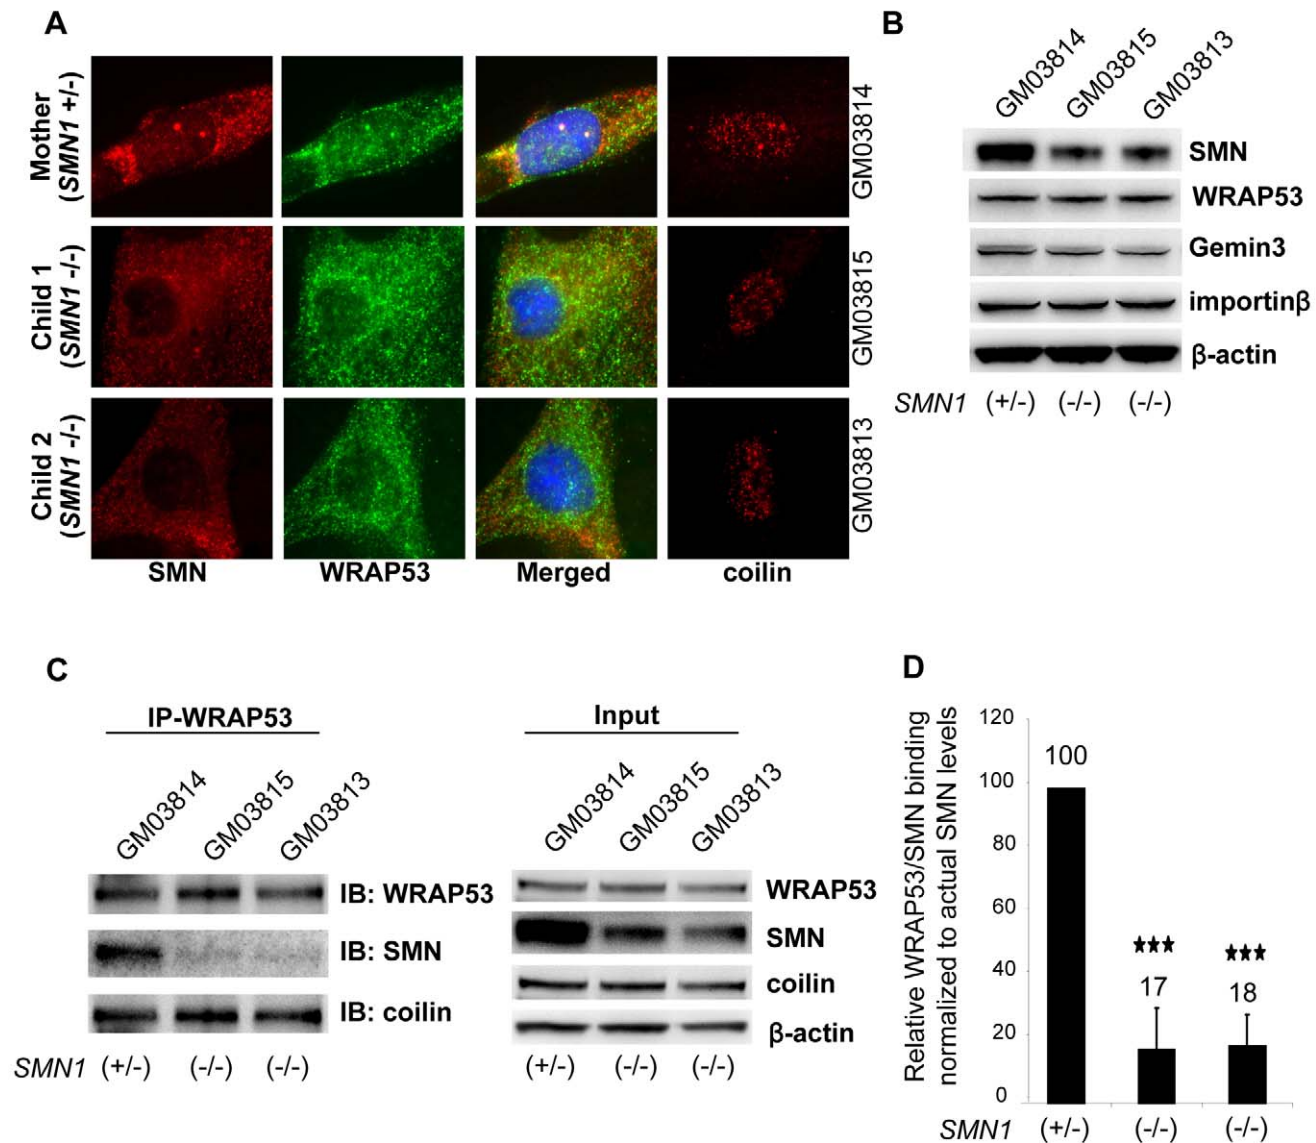 A
Mother
(SMN1 +/-)
GM03814
Child 1
(SMN1 -/-)
GM03815
Child 2
(SMN1 -/-)
GM03813
SMN WRAP53 Merged coilin
B
GM03814 GM03815 GM03813
SMN
WRAP53
Gemin3
importinβ
β-actin
SMN1 (+/-) (-/-) (-/-)
C
IP-WRAP53
GM03814 GM03815 GM03813
IB: WRAP53
IB: SMN
IB: coilin
SMN1 (+/-) (-/-) (-/-)
Input
GM03814 GM03815 GM03813
WRAP53
SMN
coilin
β-actin
(+/-) (-/-) (-/-)
D
Relative WRAP53/SMN binding
normalized to actual SMN levels
120
100
80
60
40
20
0
100
17
18
SMN1 (+/-) (-/-) (-/-)